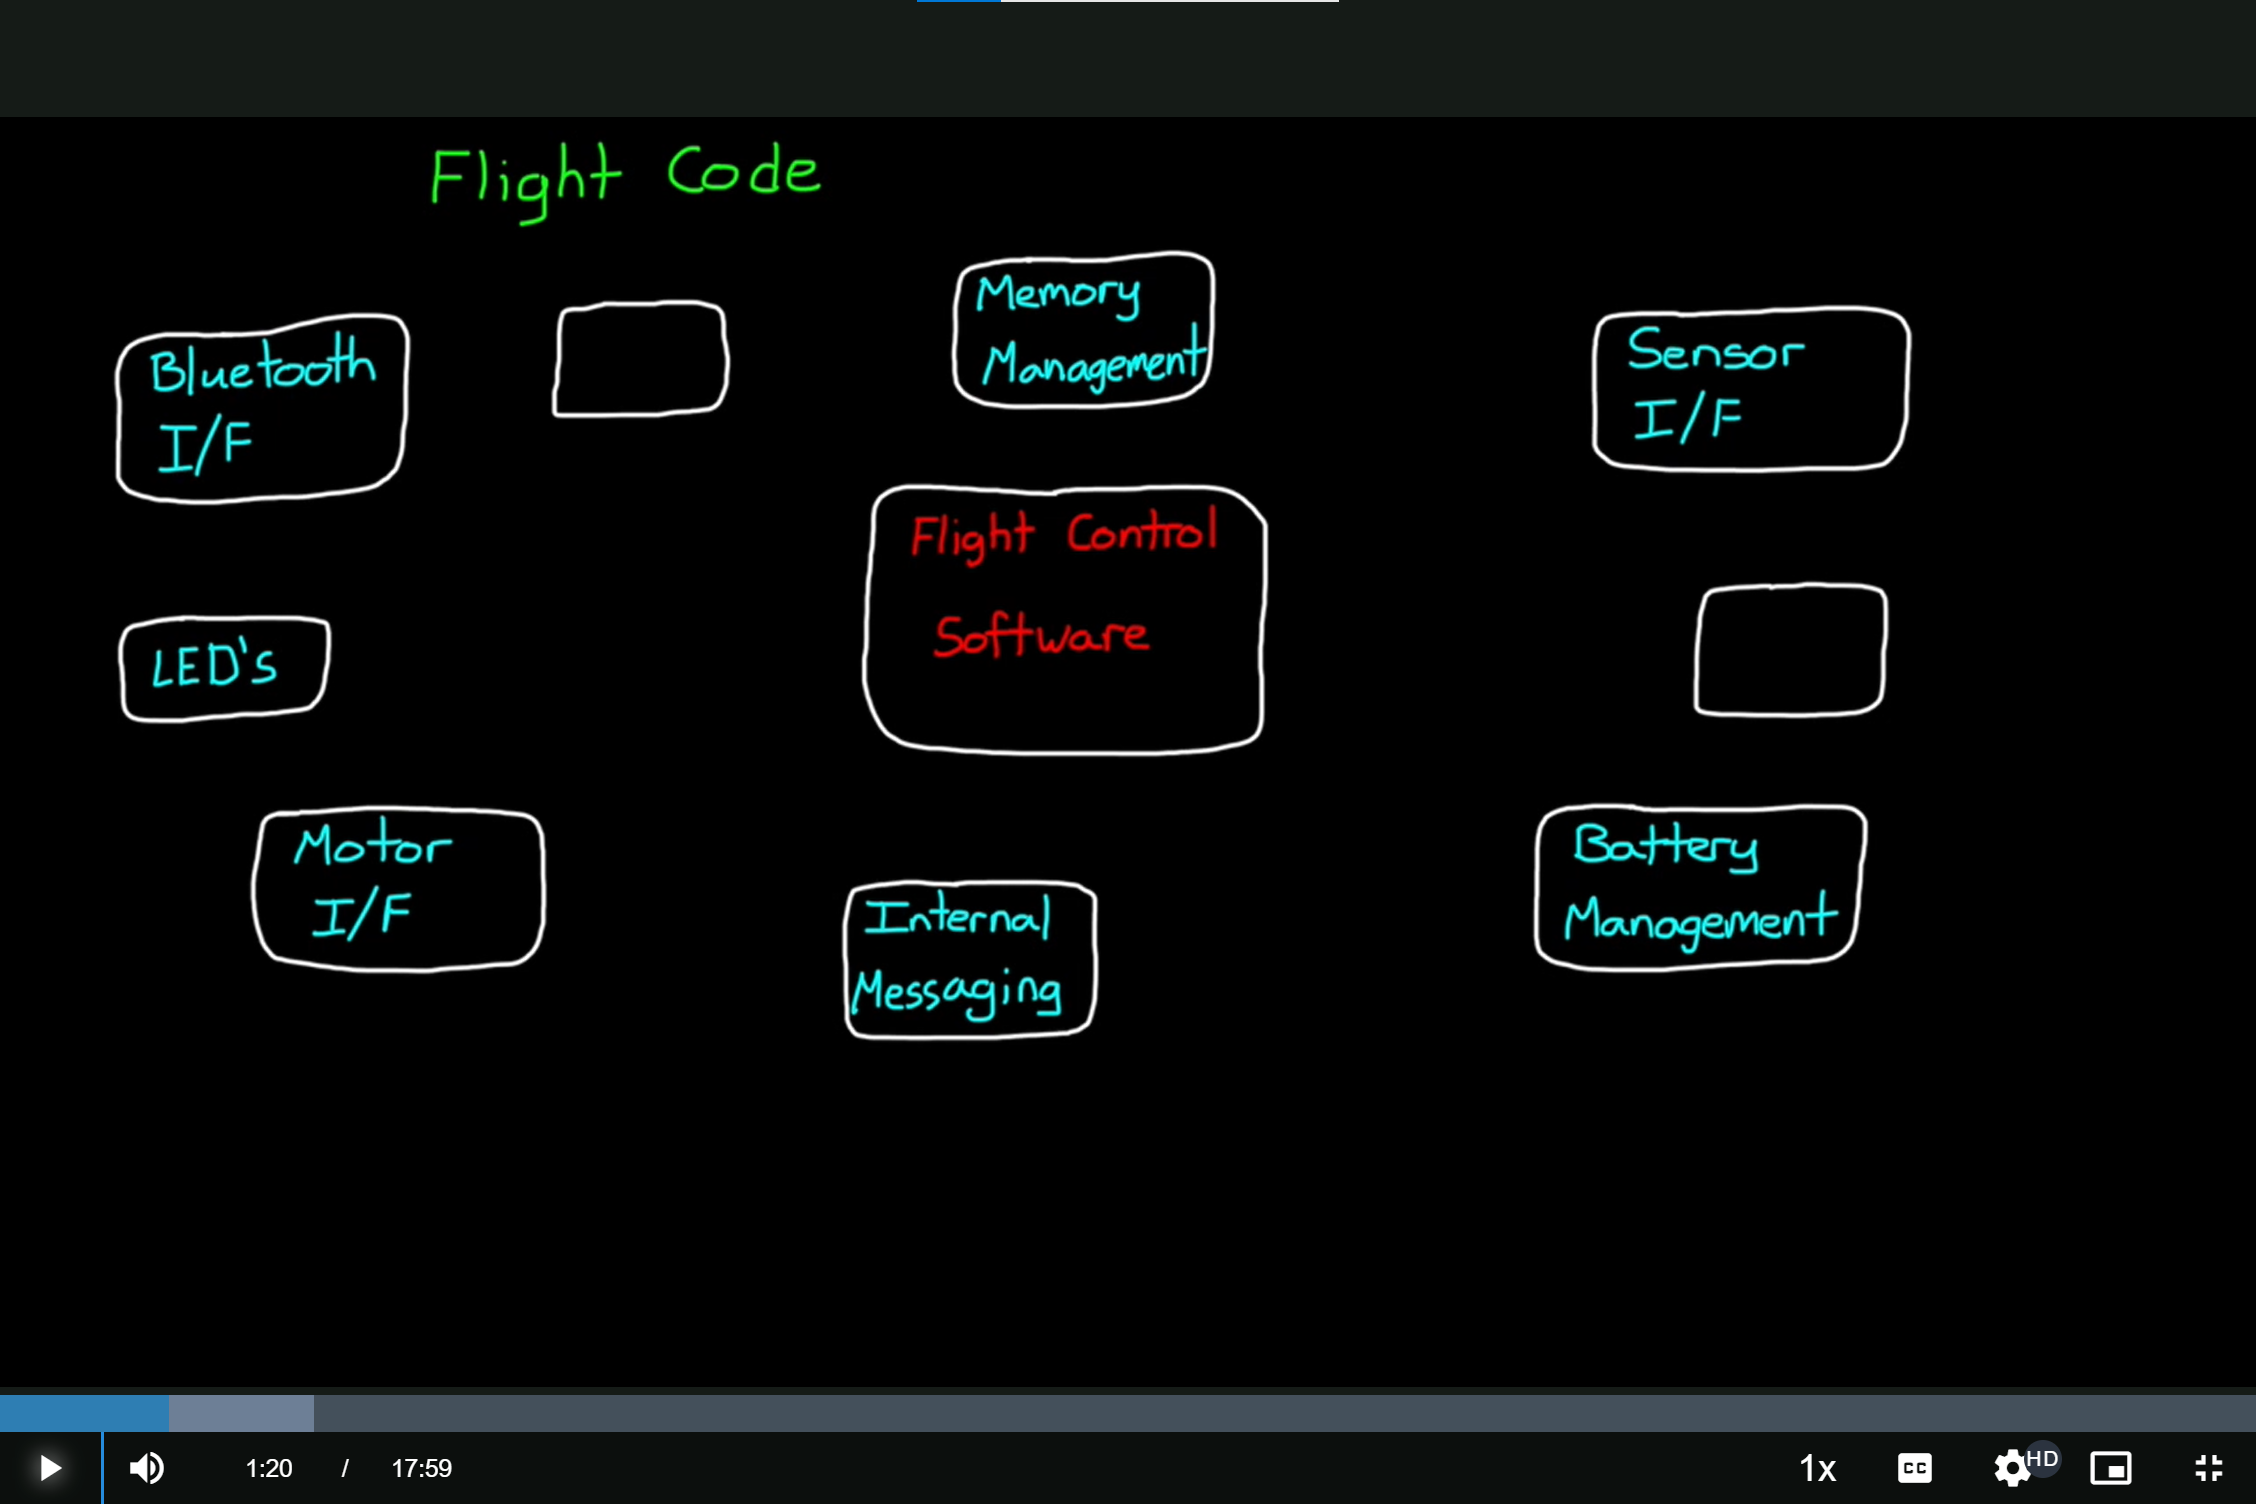 Flight Code
Bluetooth
I/F
Memory
Management
Sensor
I/F
Flight Control
Software
LED's
Motor
I/F
Internal
Messaging
Battery
Management
1:20 / 17:59
1x
CC
HD